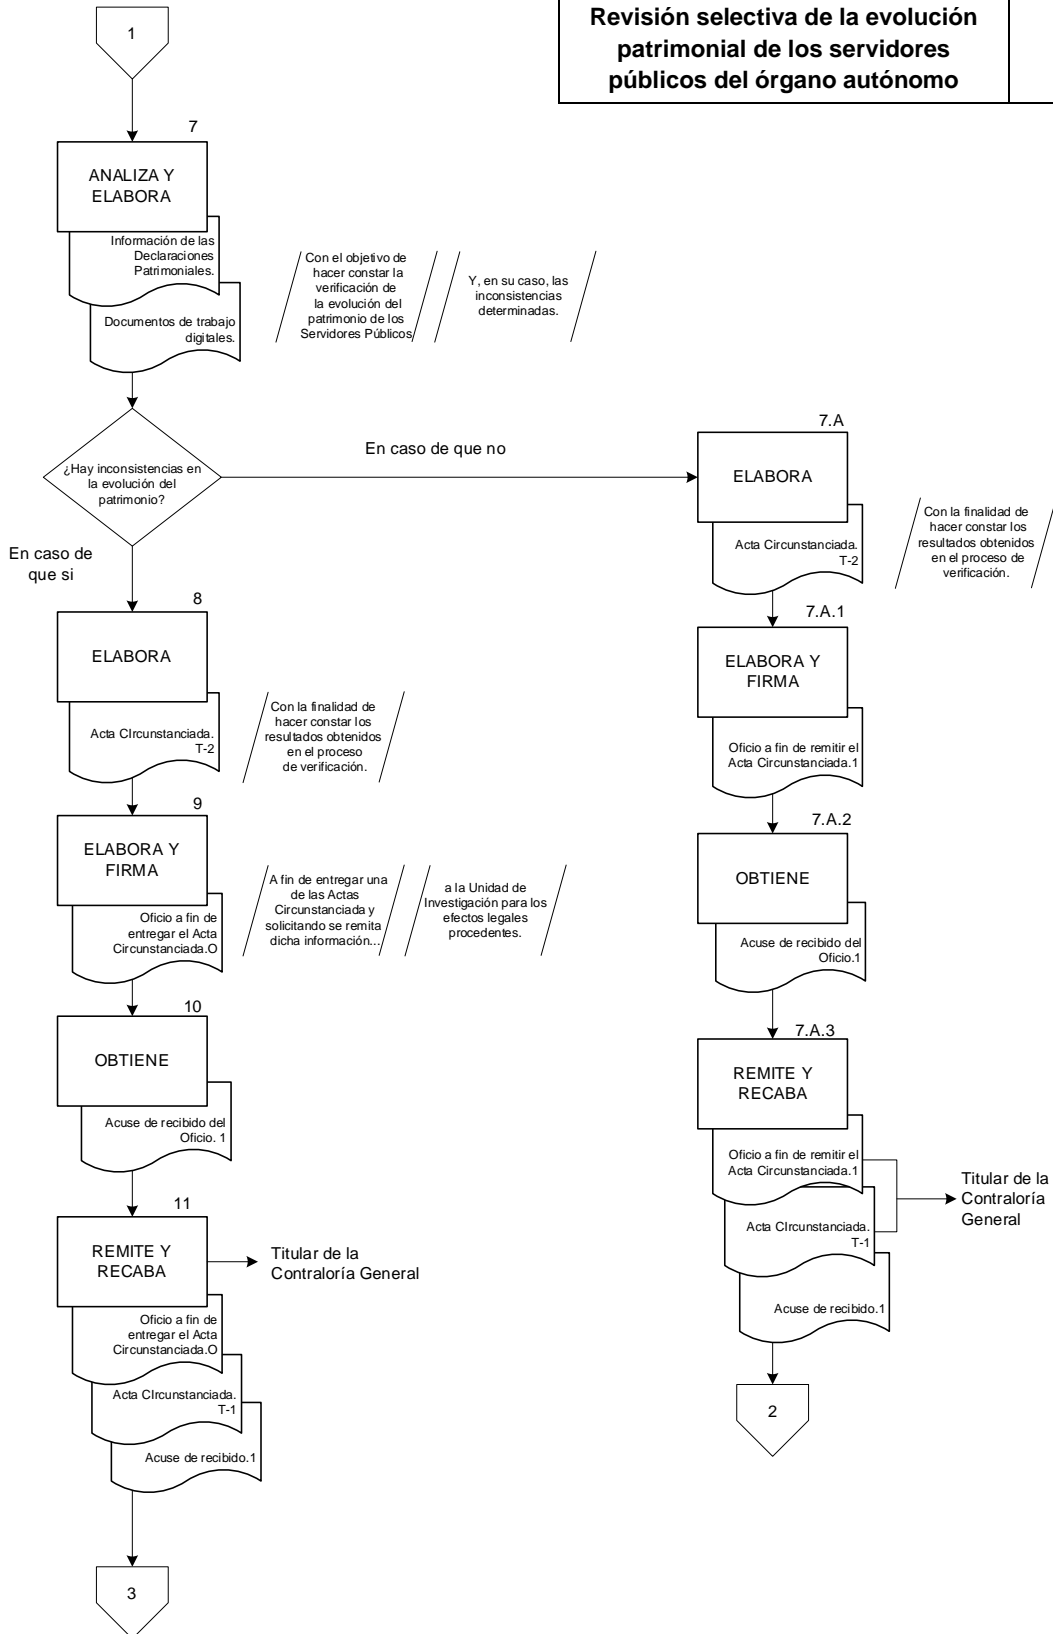 Revisión selectiva de la evolución
patrimonial de los servidores
públicos del órgano autónomo
1
7
ANALIZA Y
ELABORA
Información de las
Declaraciones
Patrimoniales.
Documentos de trabajo
digitales.
Con el objetivo de
hacer constar la
verificación de
la evolución del
patrimonio de los
Servidores Públicos
Y, en su caso, las
inconsistencias
determinadas.
¿Hay inconsistencias en
la evolución del
patrimonio?
En caso de que no
En caso de
que si
7.A
ELABORA
Acta Circunstanciada.
T-2
Con la finalidad de
hacer constar los
resultados obtenidos
en el proceso de
verificación.
7.A.1
ELABORA Y
FIRMA
Oficio a fin de remitir el
Acta Circunstanciada.1
7.A.2
OBTIENE
Acuse de recibido del
Oficio.1
7.A.3
REMITE Y
RECABA
Oficio a fin de remitir el
Acta Circunstanciada.1
Acta CIrcunstanciada.
T-1
Acuse de recibido.1
Titular de la
Contraloría
General
2
8
ELABORA
Acta CIrcunstanciada.
T-2
Con la finalidad de
hacer constar los
resultados obtenidos
en el proceso
de verificación.
9
ELABORA Y
FIRMA
Oficio a fin de
entregar el Acta
Circunstanciada.O
A fin de entregar una
de las Actas
Circunstanciada y
solicitando se remita
dicha información...
a la Unidad de
Investigación para los
efectos legales
procedentes.
10
OBTIENE
Acuse de recibido del
Oficio. 1
11
REMITE Y
RECABA
Titular de la
Contraloría General
Oficio a fin de
entregar el Acta
Circunstanciada.O
Acta CIrcunstanciada.
T-1
Acuse de recibido.1
3